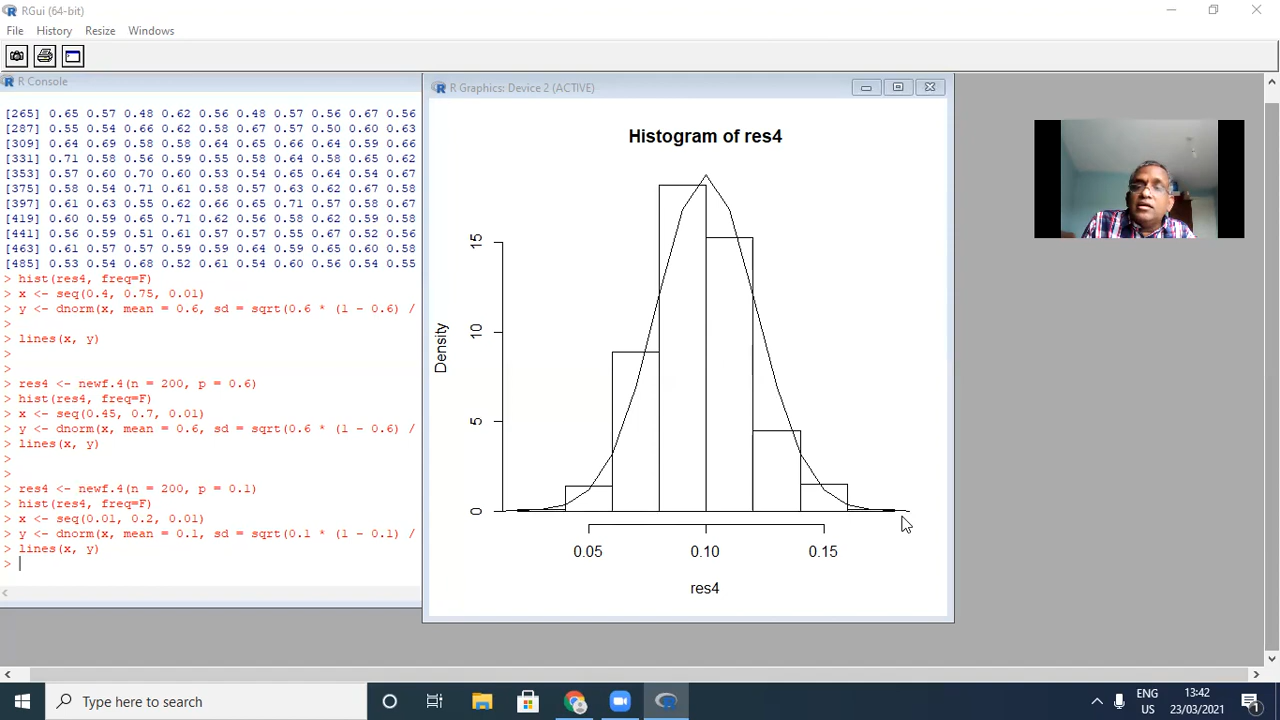 RGui (64-bit)
File History Resize Windows
R Console
[265] 0.65 0.57 0.48 0.62 0.56 0.48 0.57 0.56 0.67 0.56
[287] 0.55 0.54 0.66 0.62 0.58 0.67 0.57 0.50 0.60 0.63
[309] 0.64 0.69 0.58 0.58 0.64 0.65 0.66 0.64 0.59 0.66
[331] 0.71 0.58 0.56 0.59 0.55 0.58 0.64 0.58 0.65 0.62
[353] 0.57 0.60 0.70 0.60 0.53 0.54 0.65 0.64 0.54 0.67
[375] 0.58 0.54 0.71 0.61 0.58 0.57 0.63 0.62 0.67 0.58
[397] 0.61 0.63 0.55 0.62 0.66 0.65 0.71 0.57 0.58 0.67
[419] 0.60 0.59 0.65 0.71 0.62 0.56 0.58 0.62 0.59 0.58
[441] 0.56 0.59 0.51 0.61 0.57 0.57 0.55 0.67 0.52 0.56
[463] 0.61 0.57 0.57 0.59 0.59 0.64 0.59 0.65 0.60 0.58
[485] 0.53 0.54 0.68 0.52 0.61 0.54 0.60 0.56 0.54 0.55
> hist(res4, freq=F)
> x <- seq(0.4, 0.75, 0.01)
> y <- dnorm(x, mean = 0.6, sd = sqrt(0.6 * (1 - 0.6) /
>
> lines(x, y)
>
>
> res4 <- newf.4(n = 200, p = 0.6)
> hist(res4, freq=F)
> x <- seq(0.45, 0.7, 0.01)
> y <- dnorm(x, mean = 0.6, sd = sqrt(0.6 * (1 - 0.6) /
> lines(x, y)
>
>
> res4 <- newf.4(n = 200, p = 0.1)
> hist(res4, freq=F)
> x <- seq(0.01, 0.2, 0.01)
> y <- dnorm(x, mean = 0.1, sd = sqrt(0.1 * (1 - 0.1) /
> lines(x, y)
>
R Graphics: Device 2 (ACTIVE)
Histogram of res4
Density
15
10
5
0
0.05 0.10 0.15
res4
Type here to search
ENG
US
13:42
23/03/2021
1